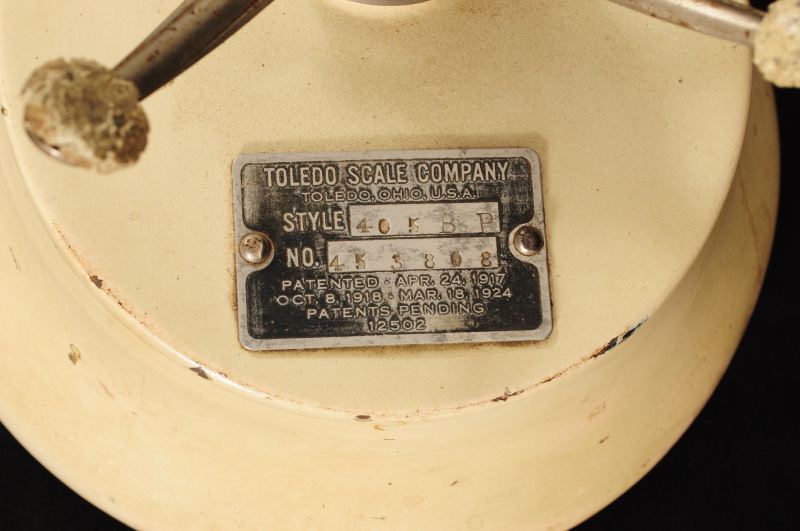 TOLEDO SCALE COMPANY
TOLEDO, OHIO, U.S.A.
STYLE 405 BP
NO. 453808
PATENTED · APR. 24, 1917
OCT. 8, 1918 · MAR. 18, 1924
PATENTS PENDING
12502